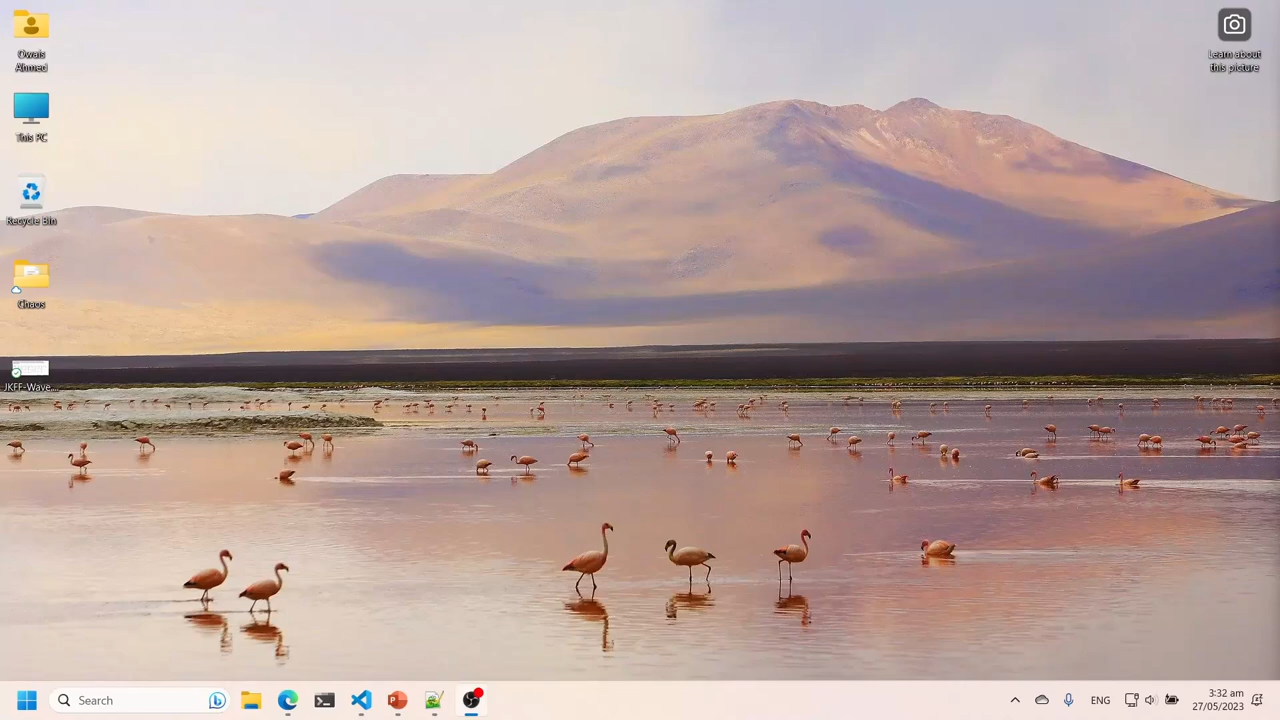 Owais
Ahmed
This PC
Recycle Bin
Chaos
JKFF-Wave...
Learn about
this picture
Search
ENG
3:32 am
27/05/2023